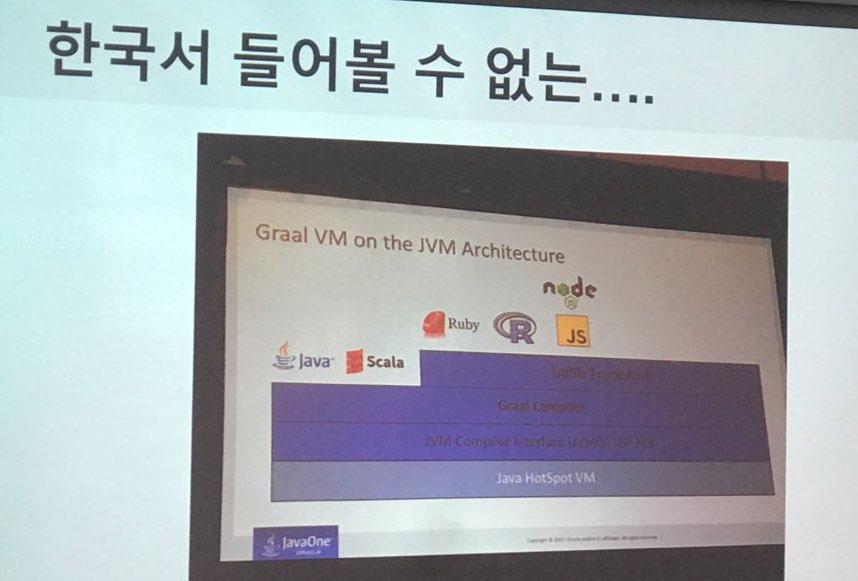 한국서 들어볼 수 없는....
Graal VM on the JVM Architecture
node
JS
Ruby
R
JS
Java
Scala
Truffle Framework
Graal Compiler
JVM Compiler Interface (JVMCI) JEP 243
Java HotSpot VM
JavaOne
ORACLE
Copyright © 2017, Oracle and/or its affiliates. All rights reserved. |